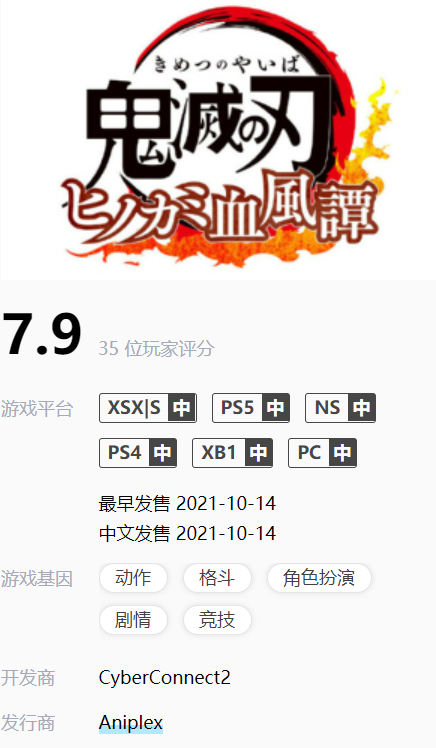 きめつのやいば
鬼滅の刃
ヒノカミ血風譚
7.9 35 位玩家评分
游戏平台 XSX|S 中 PS5 中 NS 中
PS4 中 XB1 中 PC 中
最早发售 2021-10-14
中文发售 2021-10-14
游戏基因 动作 格斗 角色扮演
剧情 竞技
开发商 CyberConnect2
发行商 Aniplex